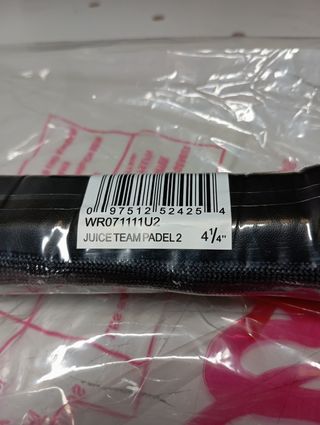 0 97512 52425 4
WR071111U2
JUICE TEAM PADEL 2 4 1/4"